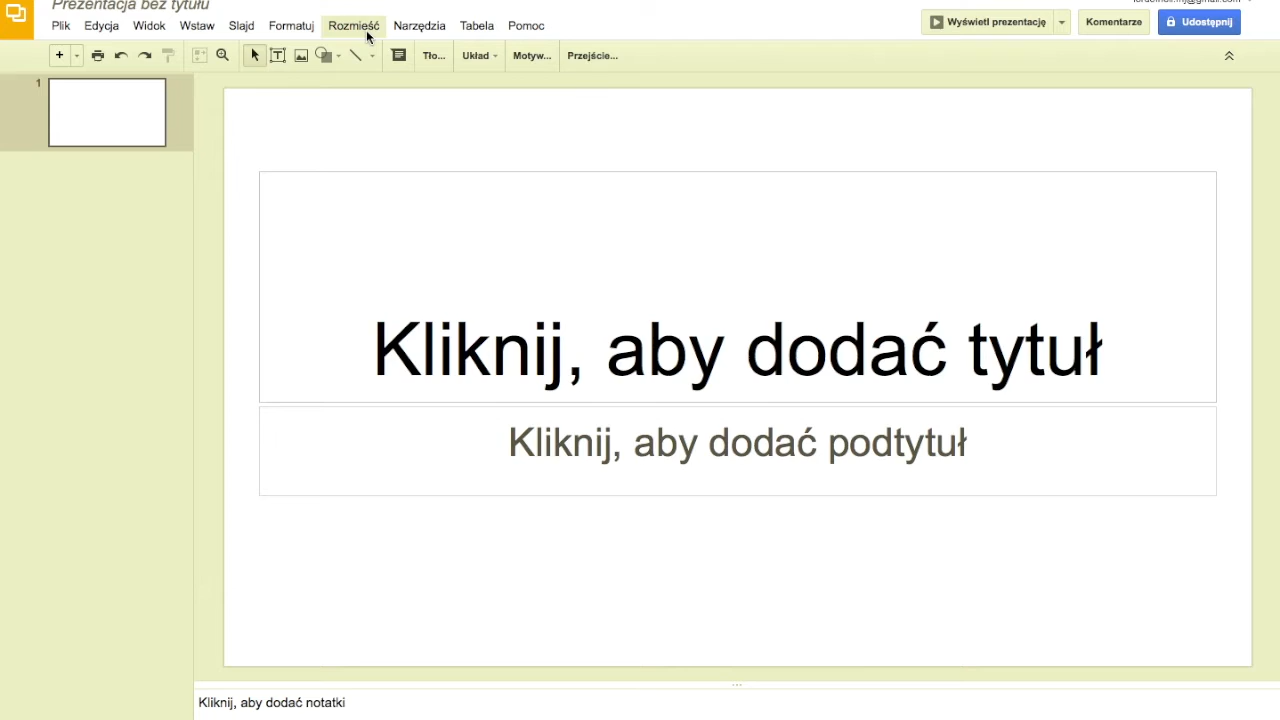 Prezentacja bez tytułu
Plik Edycja Widok Wstaw Slajd Formatuj Rozmieść Narzędzia Tabela Pomoc
Wyświetl prezentację Komentarze Udostępnij
Tło... Układ Motyw... Przejście...
1
Kliknij, aby dodać tytuł
Kliknij, aby dodać podtytuł
Kliknij, aby dodać notatki